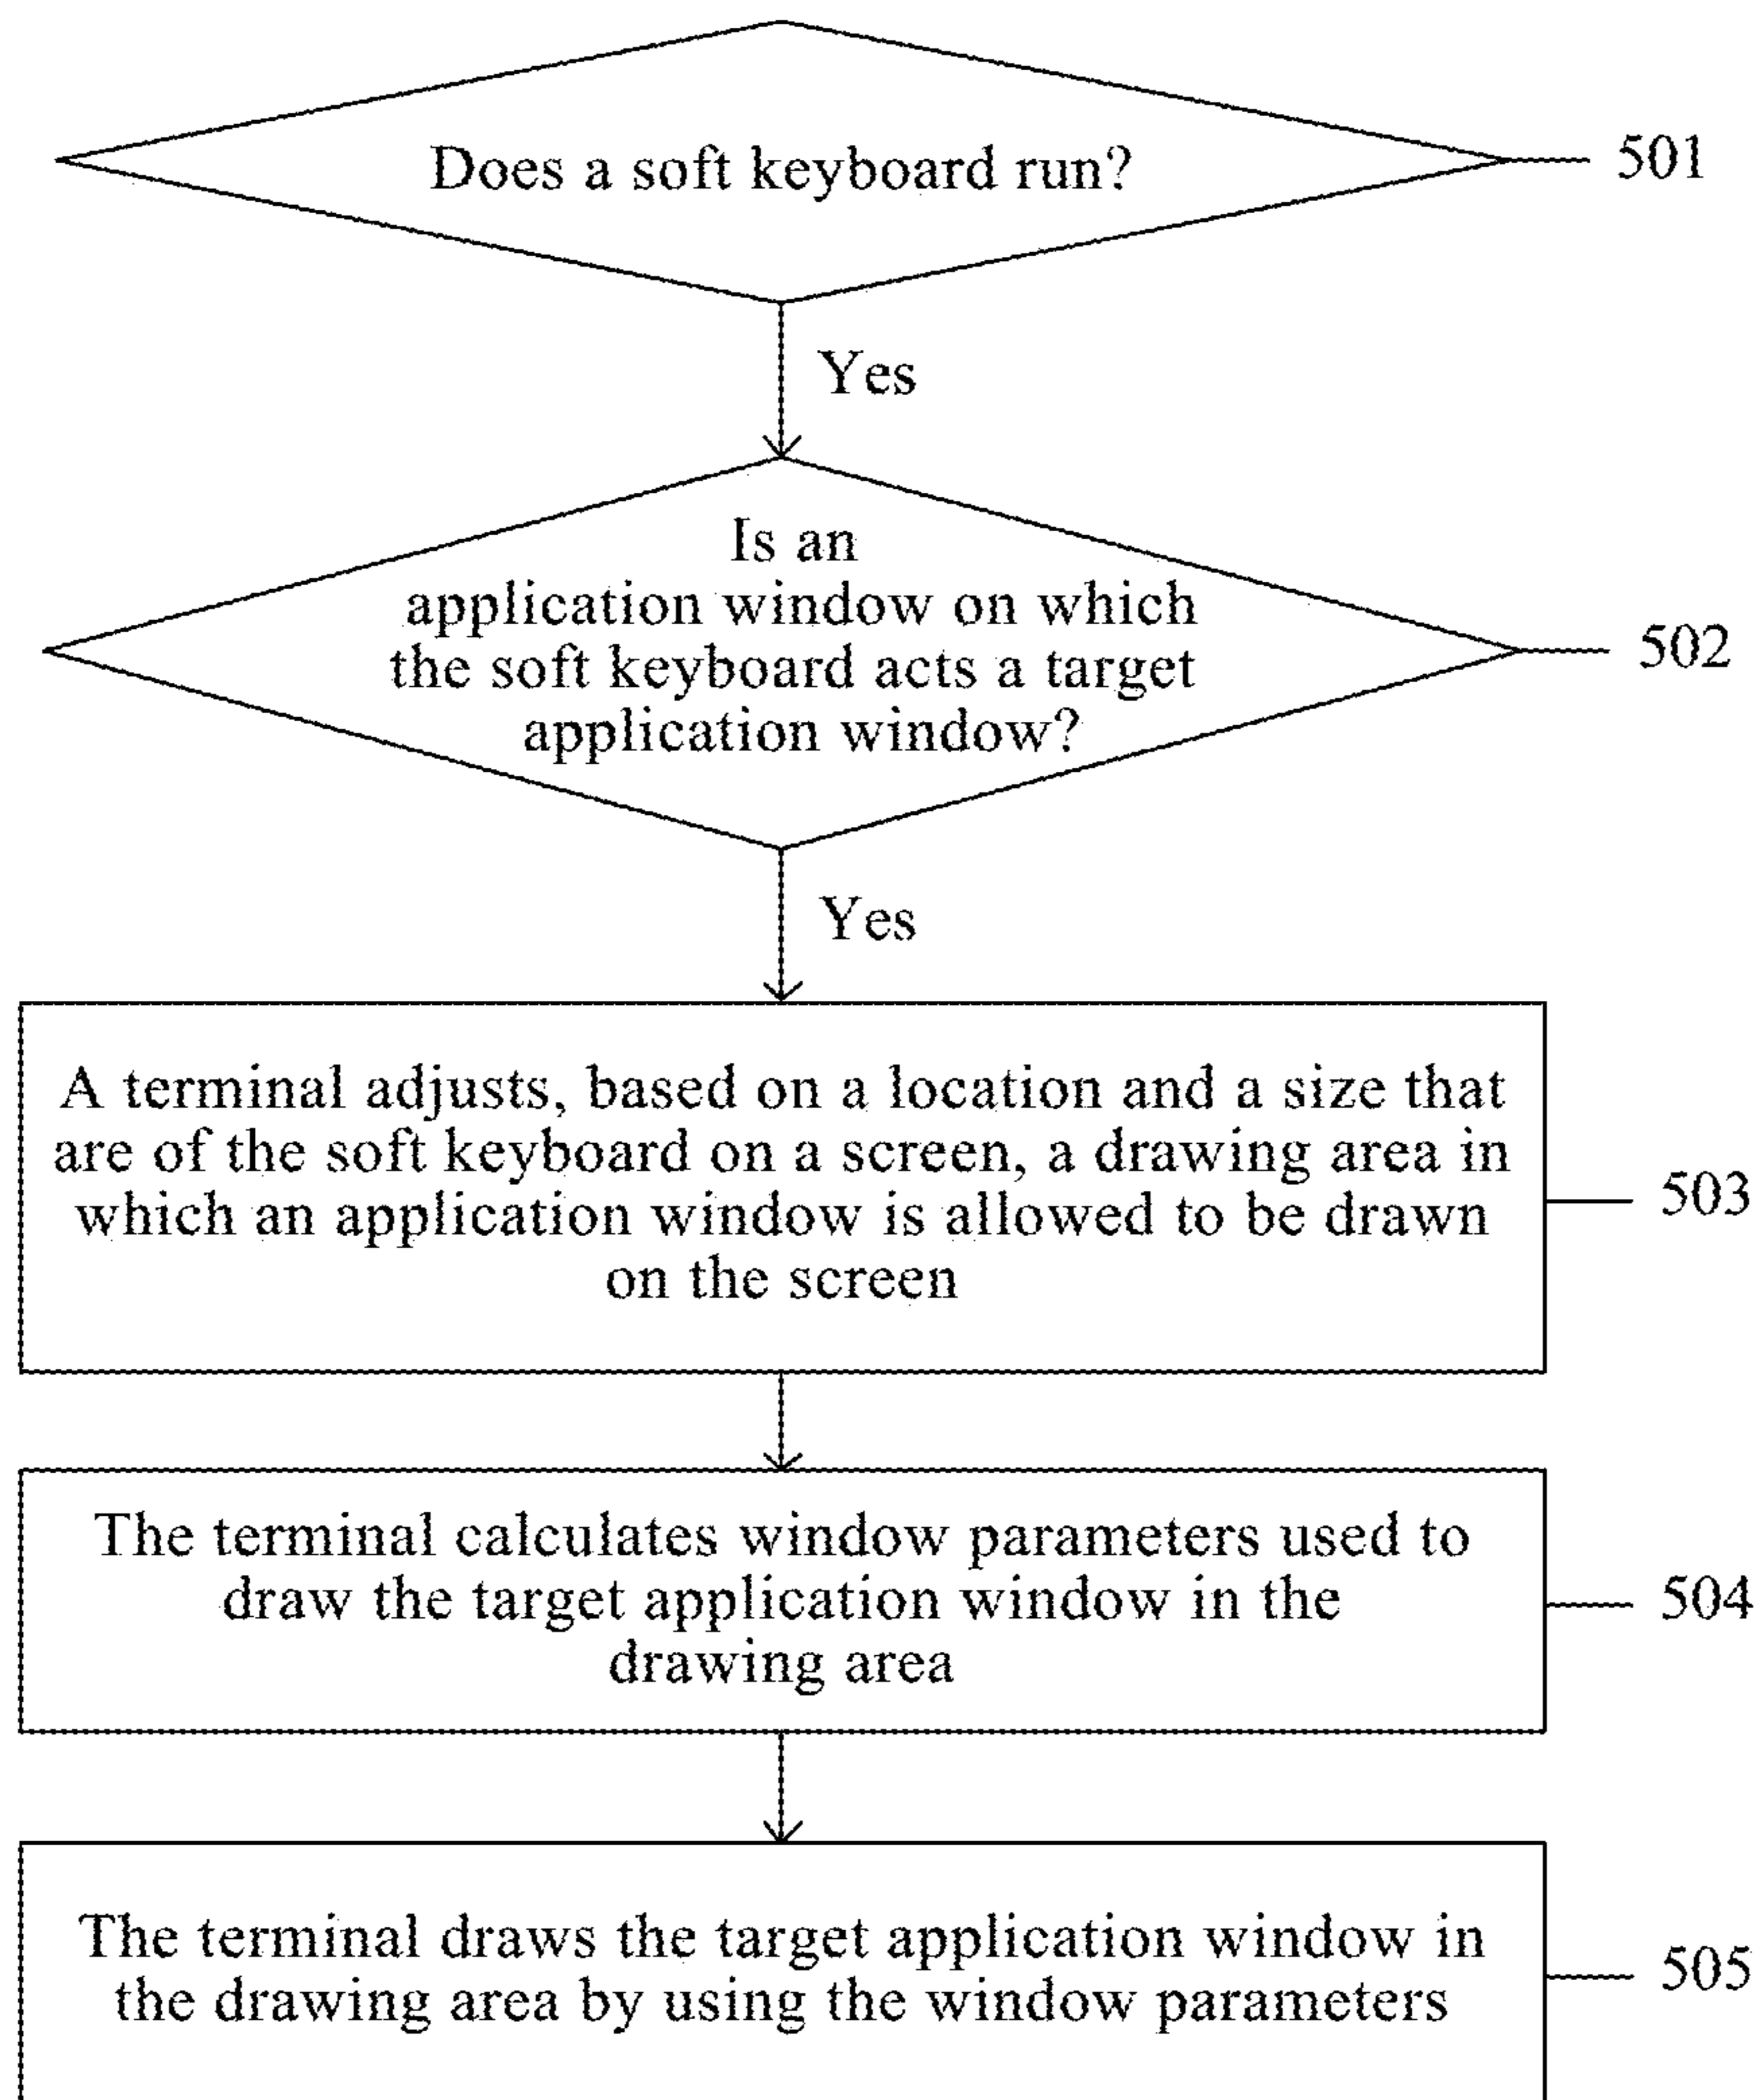 Does a soft keyboard run?
501
Yes
Is an
application window on which
the soft keyboard acts a target
application window?
502
Yes
A terminal adjusts, based on a location and a size that
are of the soft keyboard on a screen, a drawing area in
which an application window is allowed to be drawn
on the screen
503
The terminal calculates window parameters used to
draw the target application window in the
drawing area
504
The terminal draws the target application window in
the drawing area by using the window parameters
505